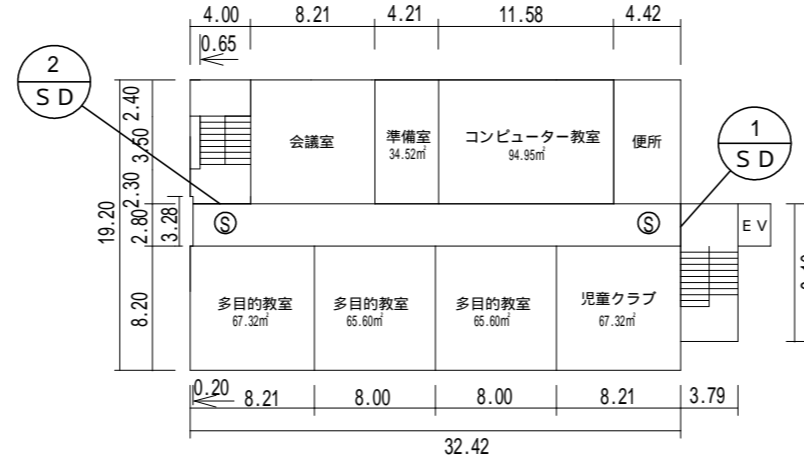 4.00 8.21 4.21 11.58 4.42
0.65
2
SD
1
SD
2.40
3.50
2.30
2.80
3.28
8.20
19.20
会議室
準備室
34.52㎡
コンピューター教室
94.95㎡
便所
S
S
EV
多目的教室
67.32㎡
多目的教室
65.60㎡
多目的教室
65.60㎡
児童クラブ
67.32㎡
0.20
8.21 8.00 8.00 8.21 3.79
32.42